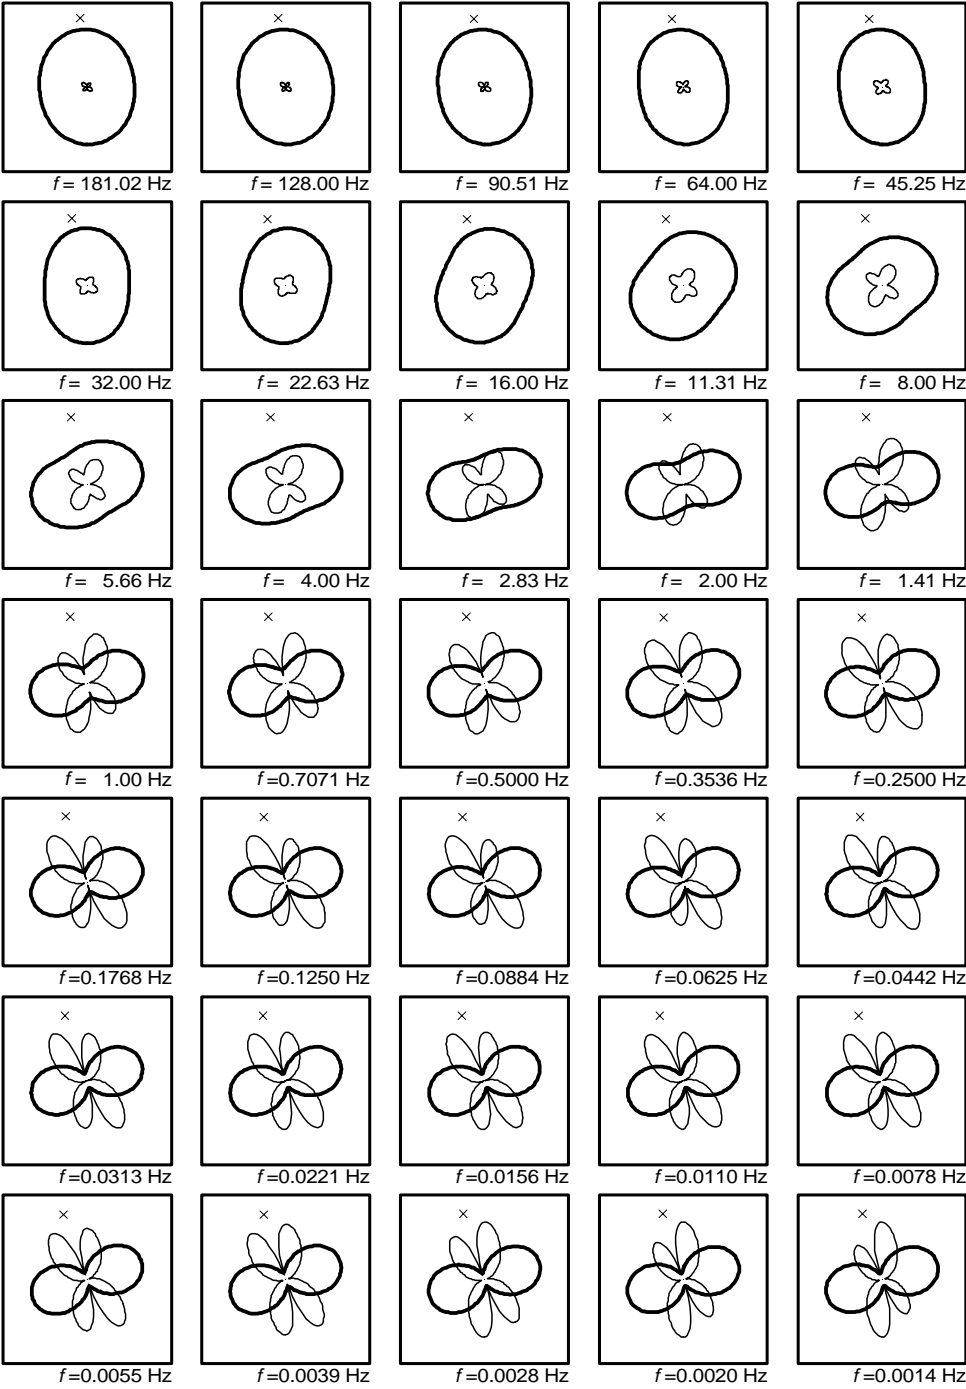 f = 181.02 Hz f = 128.00 Hz f = 90.51 Hz f = 64.00 Hz f = 45.25 Hz
f = 32.00 Hz f = 22.63 Hz f = 16.00 Hz f = 11.31 Hz f = 8.00 Hz
f = 5.66 Hz f = 4.00 Hz f = 2.83 Hz f = 2.00 Hz f = 1.41 Hz
f = 1.00 Hz f =0.7071 Hz f =0.5000 Hz f =0.3536 Hz f =0.2500 Hz
f =0.1768 Hz f =0.1250 Hz f =0.0884 Hz f =0.0625 Hz f =0.0442 Hz
f =0.0313 Hz f =0.0221 Hz f =0.0156 Hz f =0.0110 Hz f =0.0078 Hz
f =0.0055 Hz f =0.0039 Hz f =0.0028 Hz f =0.0020 Hz f =0.0014 Hz